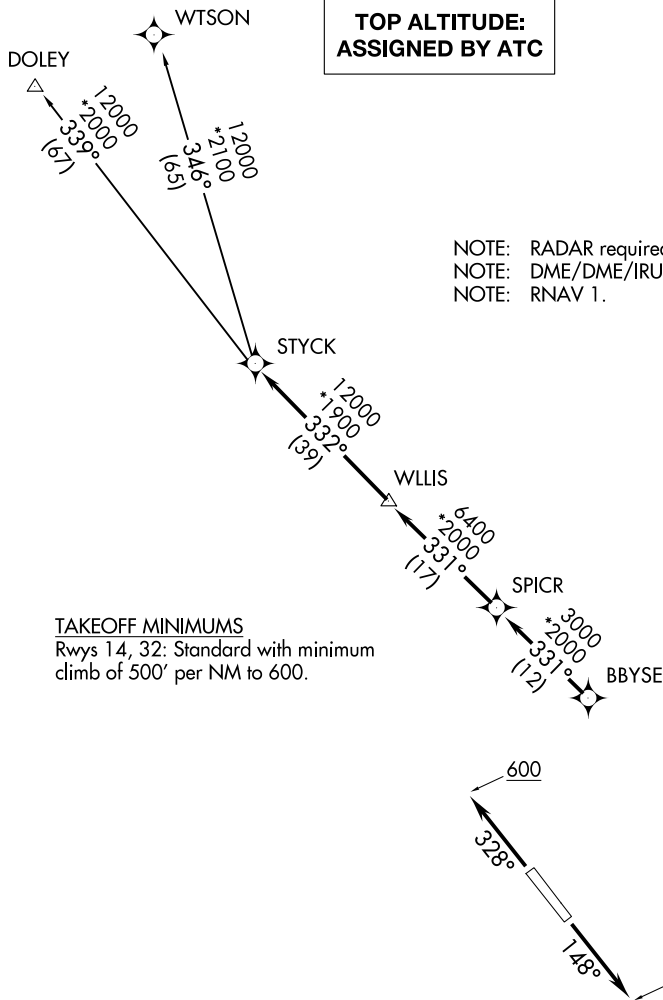 WTSON
TOP ALTITUDE:
ASSIGNED BY ATC
DOLEY
12000
*2000
339°
(67)
12000
*2100
346°
(65)
NOTE: RADAR required
NOTE: DME/DME/IRU
NOTE: RNAV 1.
STYCK
12000
*1900
332°
(39)
WLLIS
6400
*2000
331°
(17)
SPICR
3000
*2000
331°
(12)
BBYSE
TAKEOFF MINIMUMS
Rwys 14, 32: Standard with minimum
climb of 500' per NM to 600.
600
328°
148°